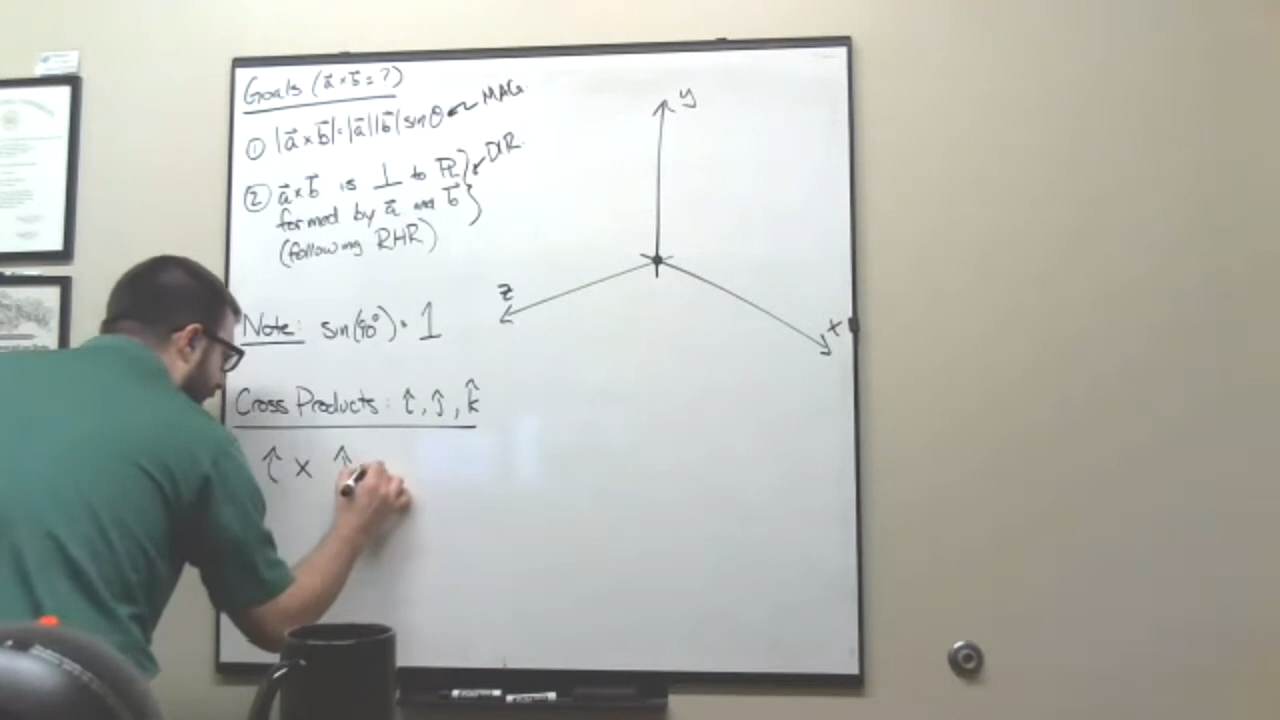 Goals (a⃗ × b⃗ = ?)
① |a⃗ × b⃗| = |a⃗||b⃗| sin θ ← MAG
② a⃗ × b⃗ is ⊥ to PL } ← DIR.
formed by a⃗ and b⃗ }
(following RHR)
Note: sin(90°) = 1
Cross Products: î, ĵ, k̂
î × 
y
z
x